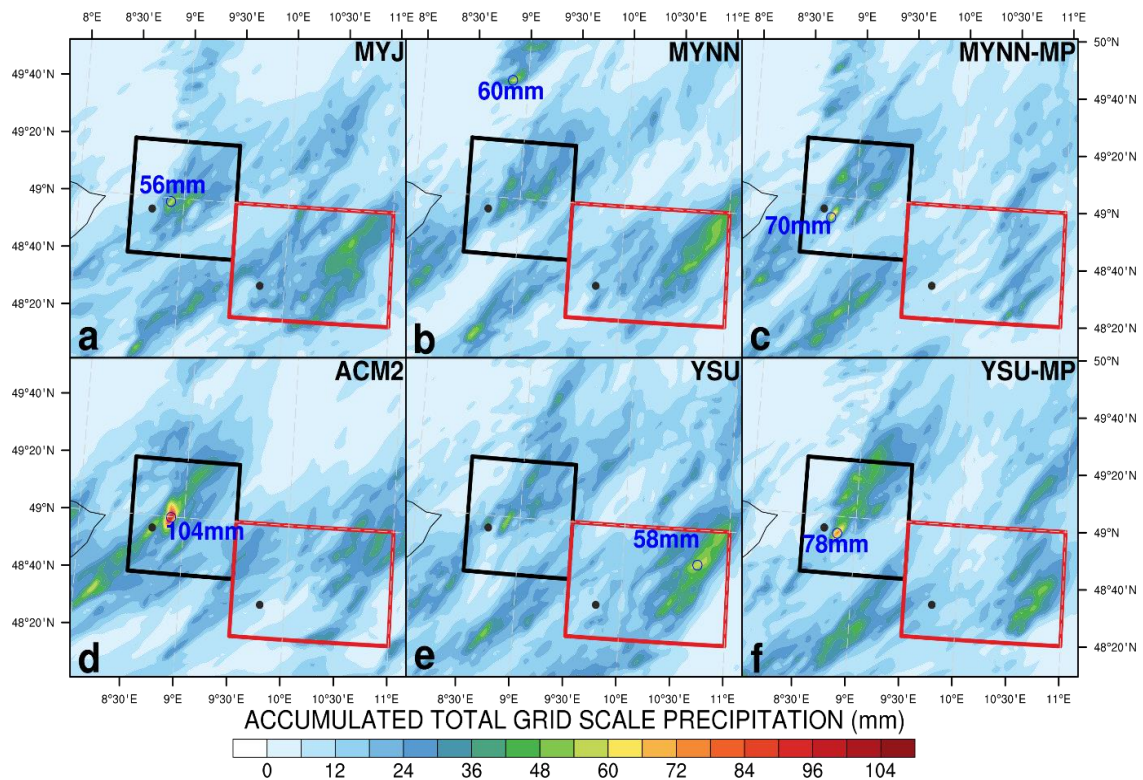 8°E 9°E 9°30'E 10°E 10°30'E 11°E 8°E 9°E 9°30'E 10°E 10°30'E 11°E 8°E 9°E 9°30'E 10°E 10°30'E 11°E
MYJ MYNN MYNN-MP
50°N
49°40'N
60mm
49°40'N
49°20'N
49°20'N
56mm
49°N
70mm
49°N
48°40'N
48°40'N
48°20'N
48°20'N
a b c
ACM2 YSU YSU-MP
50°N
49°40'N
49°40'N
49°20'N
49°20'N
49°N
104mm 58mm 78mm
49°N
48°40'N
48°40'N
48°20'N
48°20'N
d e f
8°30'E 9°E 9°30'E 10°E 10°30'E 11°E 8°30'E 9°E 9°30'E 10°E 10°30'E 11°E 8°30'E 9°E 9°30'E 10°E 10°30'E 11°E
ACCUMULATED TOTAL GRID SCALE PRECIPITATION (mm)
0 12 24 36 48 60 72 84 96 104